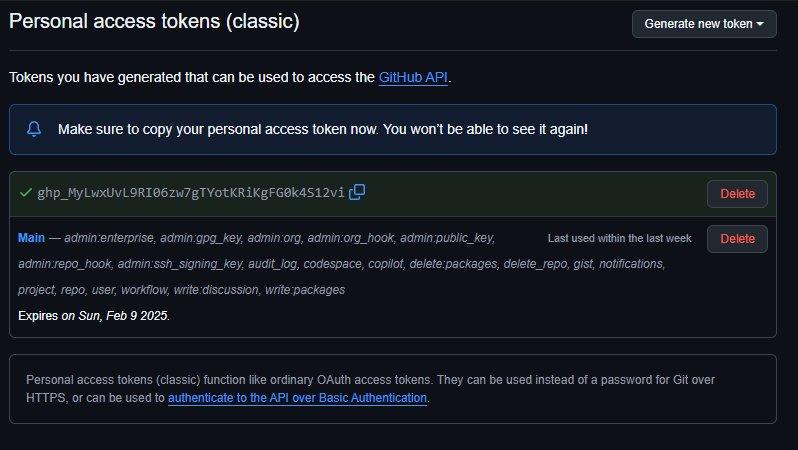 Personal access tokens (classic)
Generate new token
Tokens you have generated that can be used to access the GitHub API.
Make sure to copy your personal access token now. You won't be able to see it again!
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
Delete
Main — admin:enterprise, admin:gpg_key, admin:org, admin:org_hook, admin:public_key,
Last used within the last week
Delete
admin:repo_hook, admin:ssh_signing_key, audit_log, codespace, copilot, delete:packages, delete_repo, gist, notifications,
project, repo, user, workflow, write:discussion, write:packages
Expires on Sun, Feb 9 2025.
Personal access tokens (classic) function like ordinary OAuth access tokens. They can be used instead of a password for Git over
HTTPS, or can be used to authenticate to the API over Basic Authentication.